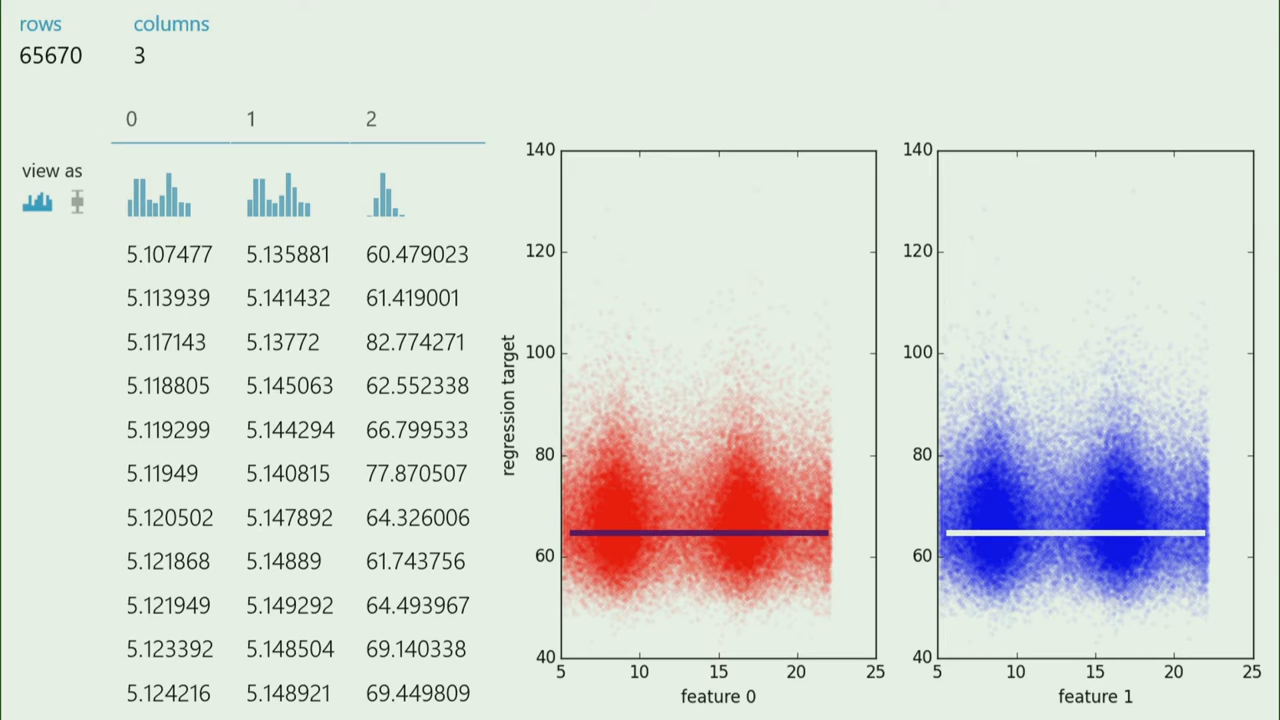 rows columns
65670 3
0 1 2
view as
5.107477 5.135881 60.479023
5.113939 5.141432 61.419001
5.117143 5.13772 82.774271
5.118805 5.145063 62.552338
5.119299 5.144294 66.799533
5.11949 5.140815 77.870507
5.120502 5.147892 64.326006
5.121868 5.14889 61.743756
5.121949 5.149292 64.493967
5.123392 5.148504 69.140338
5.124216 5.148921 69.449809
regression target
140
120
100
80
60
40
5 10 15 20 25
feature 0
140
120
100
80
60
40
5 10 15 20 25
feature 1